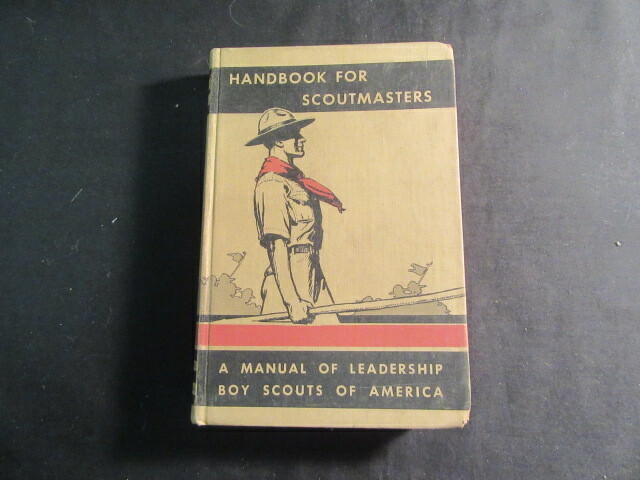 HANDBOOK FOR
SCOUTMASTERS
A MANUAL OF LEADERSHIP
BOY SCOUTS OF AMERICA